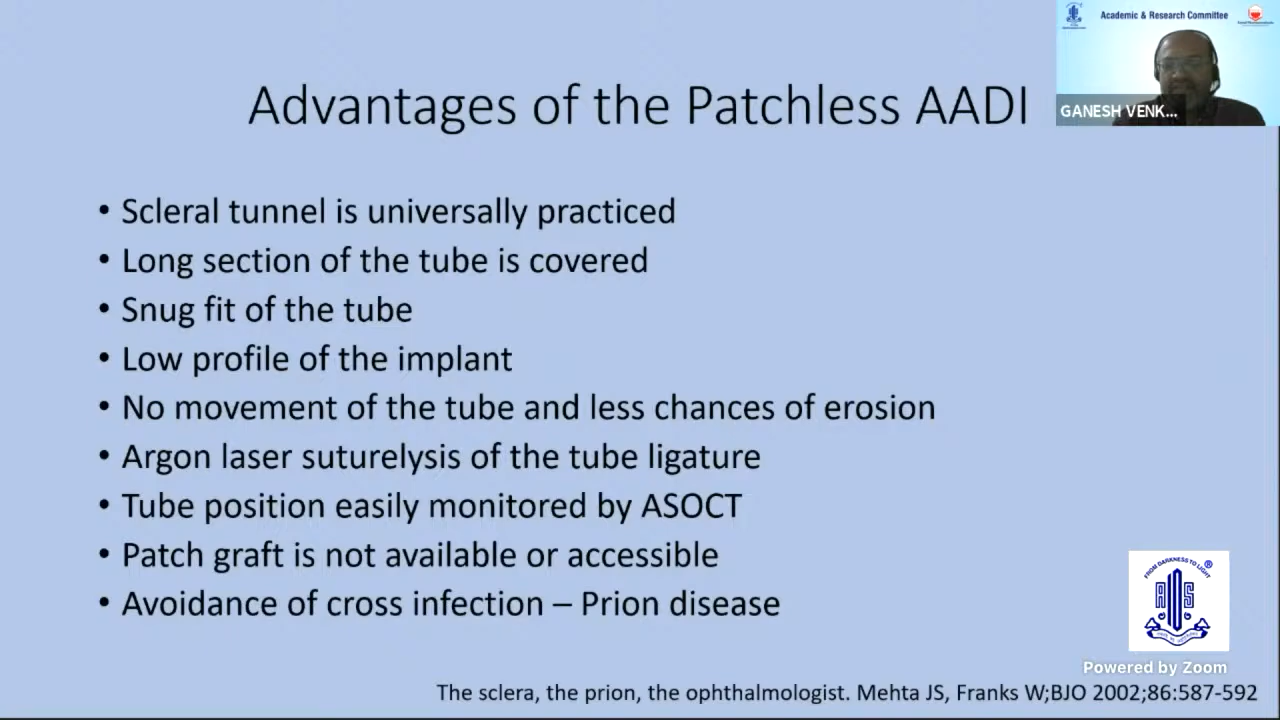 Academic & Research Committee
GANESH VENK...
Advantages of the Patchless AADI
• Scleral tunnel is universally practiced
• Long section of the tube is covered
• Snug fit of the tube
• Low profile of the implant
• No movement of the tube and less chances of erosion
• Argon laser suturelysis of the tube ligature
• Tube position easily monitored by ASOCT
• Patch graft is not available or accessible
• Avoidance of cross infection – Prion disease
FROM DARKNESS TO LIGHT ®
Powered by Zoom
The sclera, the prion, the ophthalmologist. Mehta JS, Franks W;BJO 2002;86:587-592